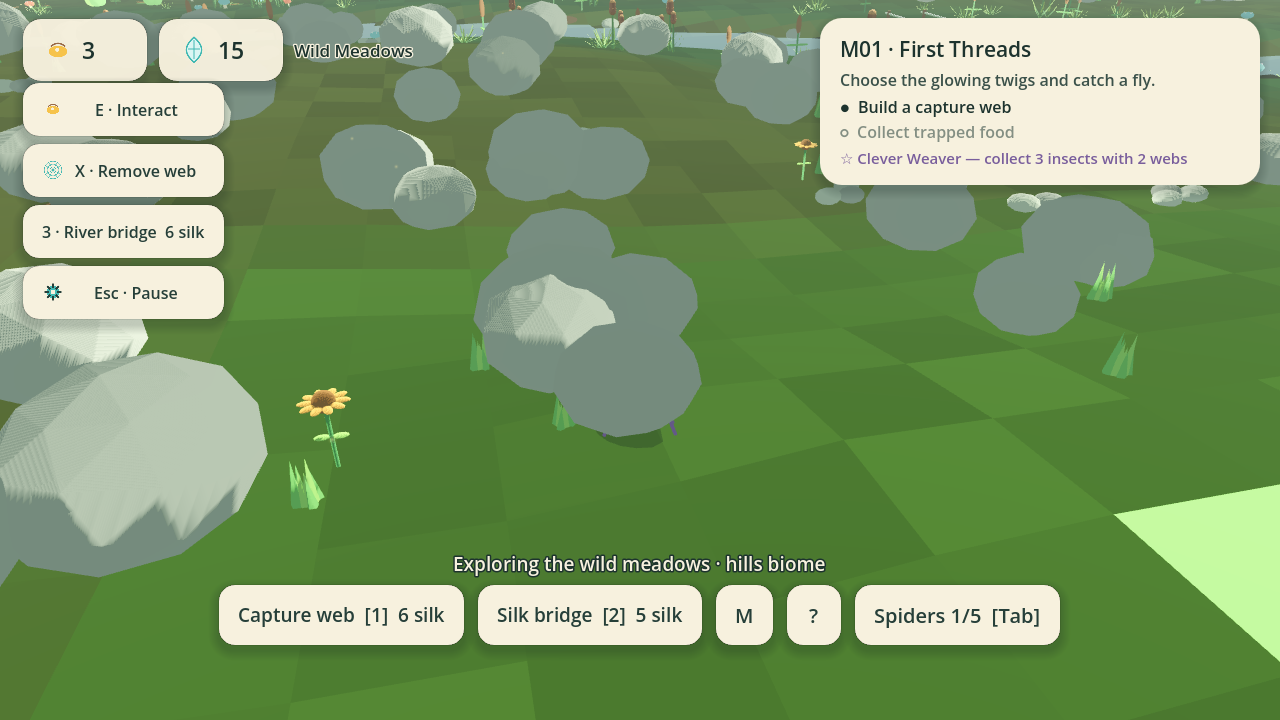 3
15
Wild Meadows
E · Interact
X · Remove web
3 · River bridge 6 silk
Esc · Pause
M01 · First Threads
Choose the glowing twigs and catch a fly.
● Build a capture web
○ Collect trapped food
☆ Clever Weaver — collect 3 insects with 2 webs
Exploring the wild meadows · hills biome
Capture web [1] 6 silk
Silk bridge [2] 5 silk
M
?
Spiders 1/5 [Tab]